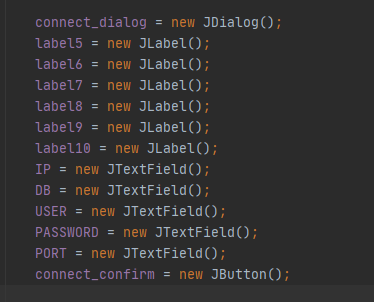 connect_dialog = new JDialog();
label5 = new JLabel();
label6 = new JLabel();
label7 = new JLabel();
label8 = new JLabel();
label9 = new JLabel();
label10 = new JLabel();
IP = new JTextField();
DB = new JTextField();
USER = new JTextField();
PASSWORD = new JTextField();
PORT = new JTextField();
connect_confirm = new JButton();